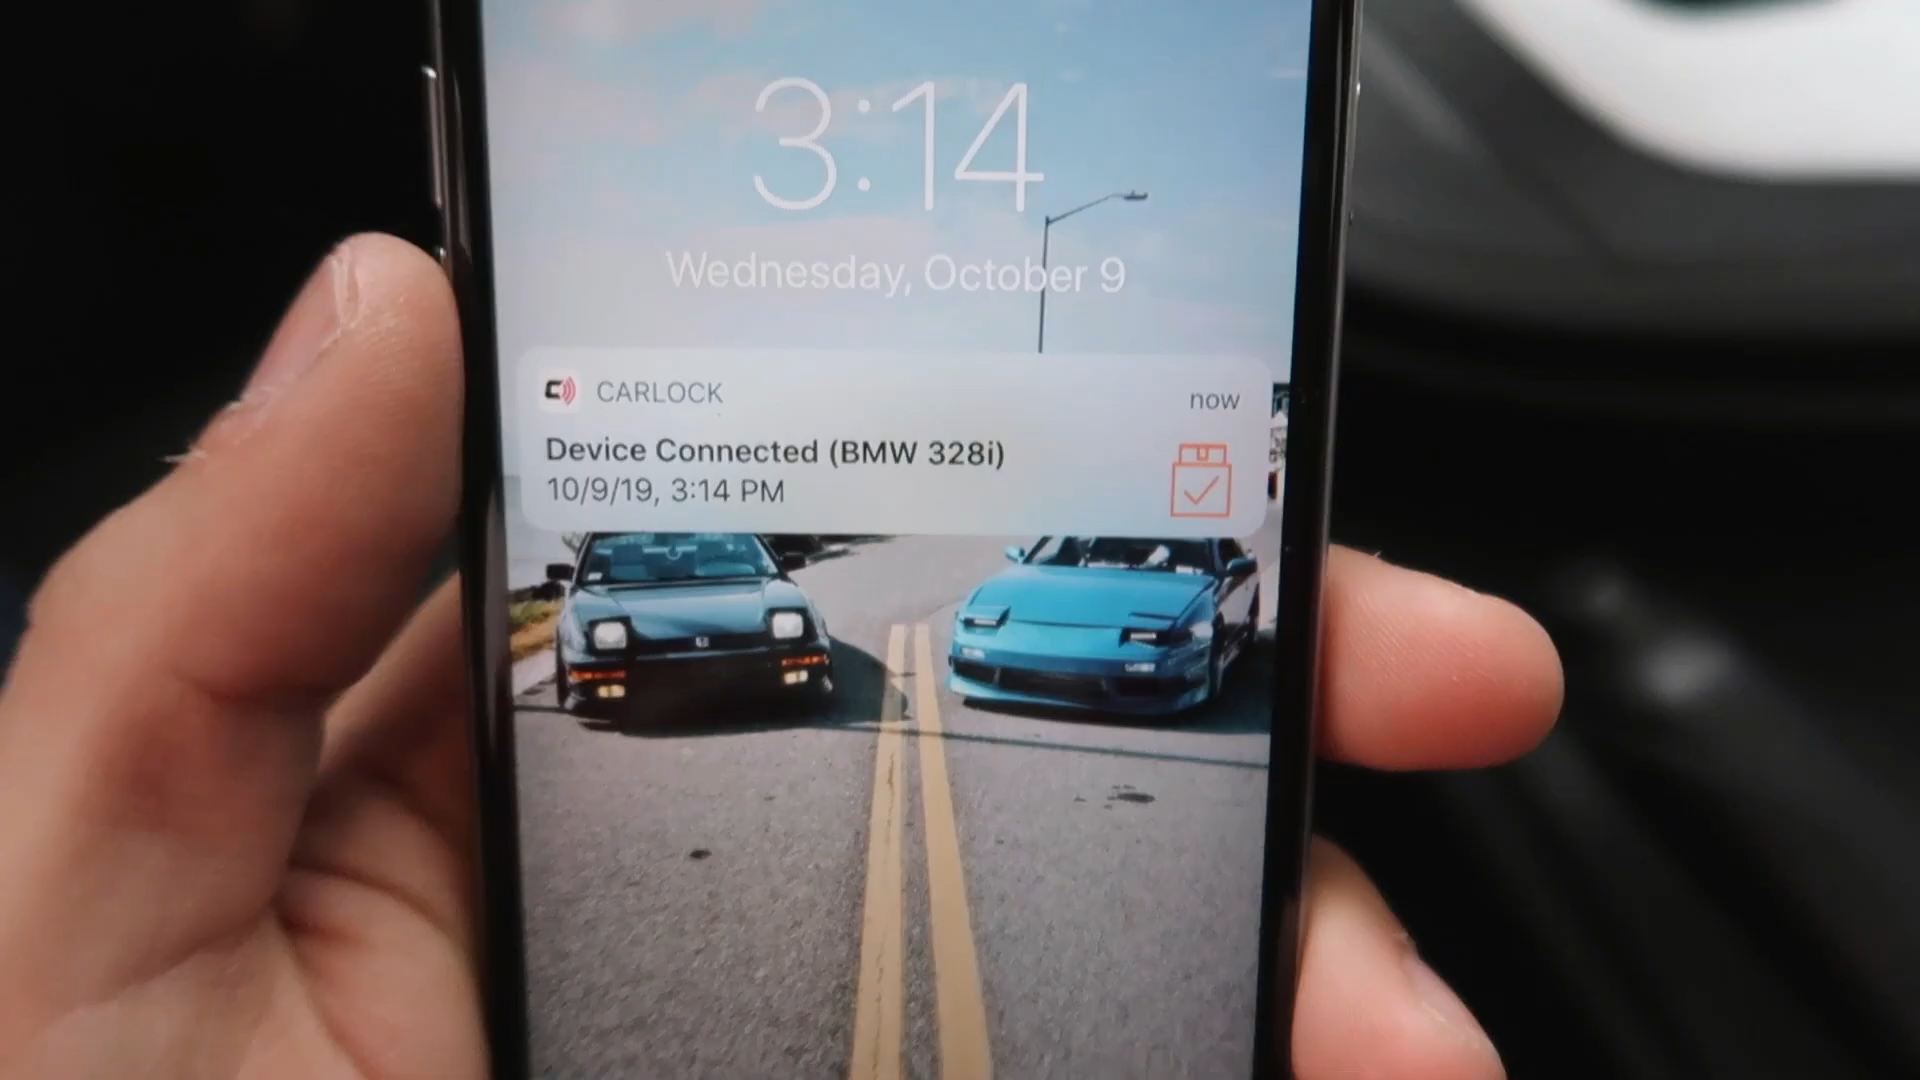 3:14
Wednesday, October 9
CARLOCK
now
Device Connected (BMW 328i)
10/9/19, 3:14 PM